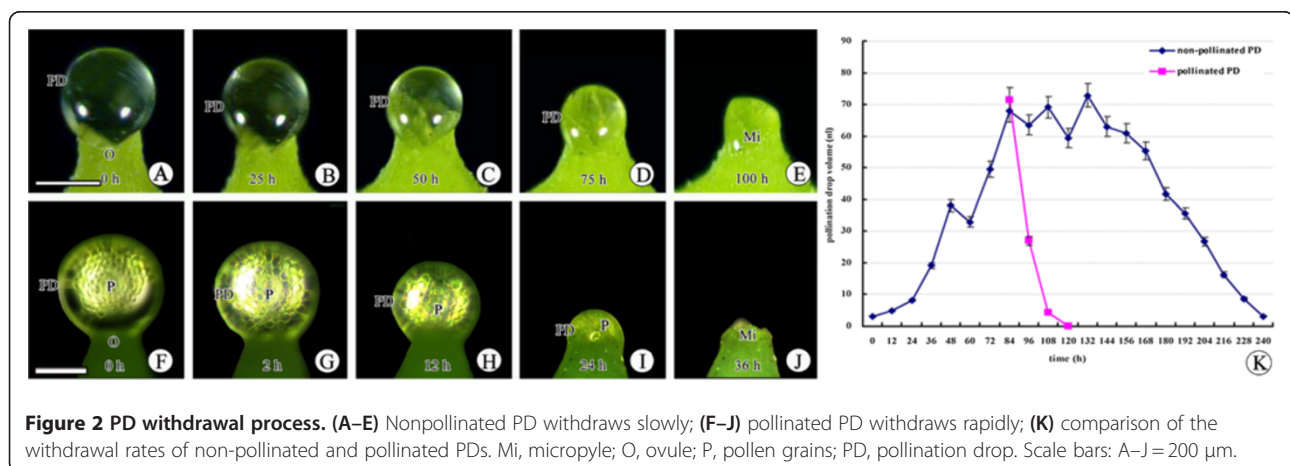 PD
O
0 h
A
PD
25 h
B
PD
50 h
C
PD
75 h
D
Mi
100 h
E
PD
P
O
0 h
F
PD
P
2 h
G
PD
P
12 h
H
PD
P
24 h
I
Mi
36 h
J
non-pollinated PD
pollinated PD
pollination drop volume (nl)
90
80
70
60
50
40
30
20
10
0
0 12 24 36 48 60 72 84 96 108 120 132 144 156 168 180 192 204 216 228 240
time (h)
K
Figure 2 PD withdrawal process. (A–E) Nonpollinated PD withdraws slowly; (F–J) pollinated PD withdraws rapidly; (K) comparison of the
withdrawal rates of non-pollinated and pollinated PDs. Mi, micropyle; O, ovule; P, pollen grains; PD, pollination drop. Scale bars: A–J = 200 μm.